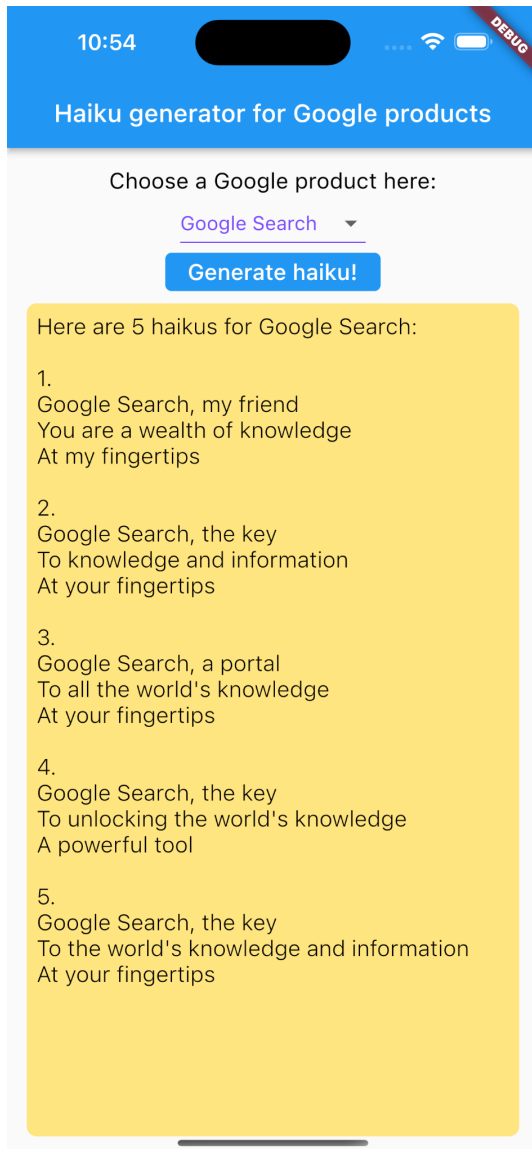 10:54
DEBUG
Haiku generator for Google products
Choose a Google product here:
Google Search
Generate haiku!
Here are 5 haikus for Google Search:
1.
Google Search, my friend
You are a wealth of knowledge
At my fingertips
2.
Google Search, the key
To knowledge and information
At your fingertips
3.
Google Search, a portal
To all the world's knowledge
At your fingertips
4.
Google Search, the key
To unlocking the world's knowledge
A powerful tool
5.
Google Search, the key
To the world's knowledge and information
At your fingertips